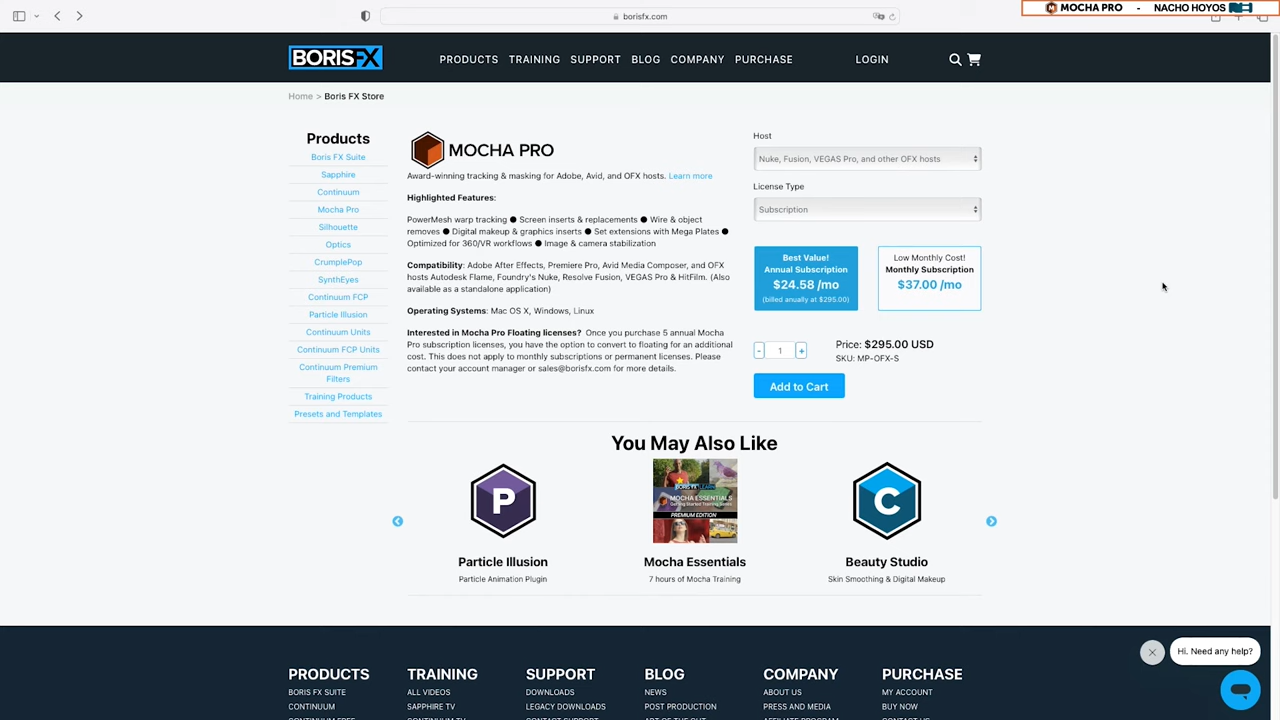 borisfx.com
MOCHA PRO - NACHO HOYOS
BORISFX
PRODUCTS TRAINING SUPPORT BLOG COMPANY PURCHASE LOGIN
Home > Boris FX Store
Products
Boris FX Suite
Sapphire
Continuum
Mocha Pro
Silhouette
Optics
CrumplePop
SynthEyes
Continuum FCP
Particle Illusion
Continuum Units
Continuum FCP Units
Continuum Premium
Filters
Training Products
Presets and Templates
MOCHA PRO
Award-winning tracking & masking for Adobe, Avid, and OFX hosts. Learn more
Highlighted Features:
PowerMesh warp tracking ● Screen inserts & replacements ● Wire & object
removes ● Digital makeup & graphics inserts ● Set extensions with Mega Plates ●
Optimized for 360/VR workflows ● Image & camera stabilization
Compatibility: Adobe After Effects, Premiere Pro, Avid Media Composer, and OFX
hosts Autodesk Flame, Foundry's Nuke, Resolve Fusion, VEGAS Pro & HitFilm. (Also
available as a standalone application)
Operating Systems: Mac OS X, Windows, Linux
Interested in Mocha Pro Floating licenses? Once you purchase 5 annual Mocha
Pro subscription licenses, you have the option to convert to floating for an additional
cost. This does not apply to monthly subscriptions or permanent licenses. Please
contact your account manager or sales@borisfx.com for more details.
Host
Nuke, Fusion, VEGAS Pro, and other OFX hosts
License Type
Subscription
Best Value!
Annual Subscription
$24.58 /mo
(billed annually at $295.00)
Low Monthly Cost!
Monthly Subscription
$37.00 /mo
- 1 +
Price: $295.00 USD
SKU: MP-OFX-S
Add to Cart
You May Also Like
P
MOCHA ESSENTIALS
PREMIUM EDITION
C
Particle Illusion
Particle Animation Plugin
Mocha Essentials
7 hours of Mocha Training
Beauty Studio
Skin Smoothing & Digital Makeup
Hi. Need any help?
PRODUCTS TRAINING SUPPORT BLOG COMPANY PURCHASE
BORIS FX SUITE ALL VIDEOS DOWNLOADS NEWS ABOUT US MY ACCOUNT
CONTINUUM SAPPHIRE TV LEGACY DOWNLOADS POST PRODUCTION PRESS AND MEDIA BUY NOW